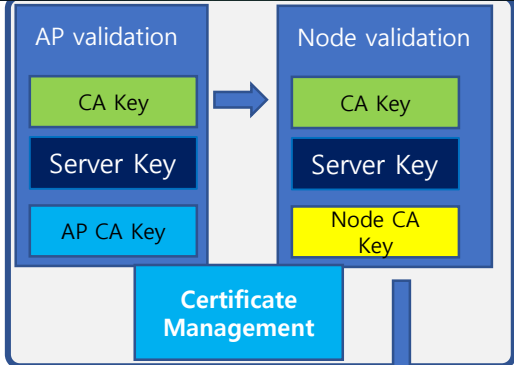 AP validation
CA Key
Server Key
AP CA Key
Node validation
CA Key
Server Key
Node CA
Key
Certificate
Management